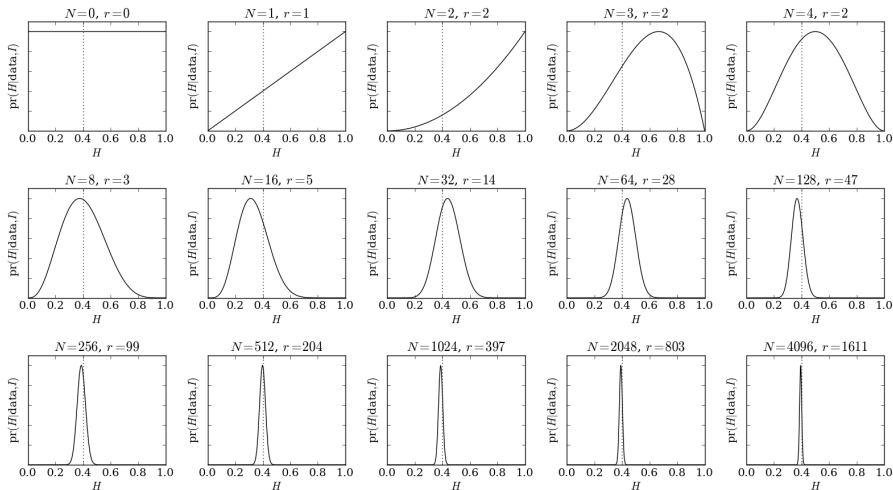 N=0, r=0
pr(H|data,I)
0.0 0.2 0.4 0.6 0.8 1.0
H
N=1, r=1
pr(H|data,I)
0.0 0.2 0.4 0.6 0.8 1.0
H
N=2, r=2
pr(H|data,I)
0.0 0.2 0.4 0.6 0.8 1.0
H
N=3, r=2
pr(H|data,I)
0.0 0.2 0.4 0.6 0.8 1.0
H
N=4, r=2
pr(H|data,I)
0.0 0.2 0.4 0.6 0.8 1.0
H
N=8, r=3
pr(H|data,I)
0.0 0.2 0.4 0.6 0.8 1.0
H
N=16, r=5
pr(H|data,I)
0.0 0.2 0.4 0.6 0.8 1.0
H
N=32, r=14
pr(H|data,I)
0.0 0.2 0.4 0.6 0.8 1.0
H
N=64, r=28
pr(H|data,I)
0.0 0.2 0.4 0.6 0.8 1.0
H
N=128, r=47
pr(H|data,I)
0.0 0.2 0.4 0.6 0.8 1.0
H
N=256, r=99
pr(H|data,I)
0.0 0.2 0.4 0.6 0.8 1.0
H
N=512, r=204
pr(H|data,I)
0.0 0.2 0.4 0.6 0.8 1.0
H
N=1024, r=397
pr(H|data,I)
0.0 0.2 0.4 0.6 0.8 1.0
H
N=2048, r=803
pr(H|data,I)
0.0 0.2 0.4 0.6 0.8 1.0
H
N=4096, r=1611
pr(H|data,I)
0.0 0.2 0.4 0.6 0.8 1.0
H